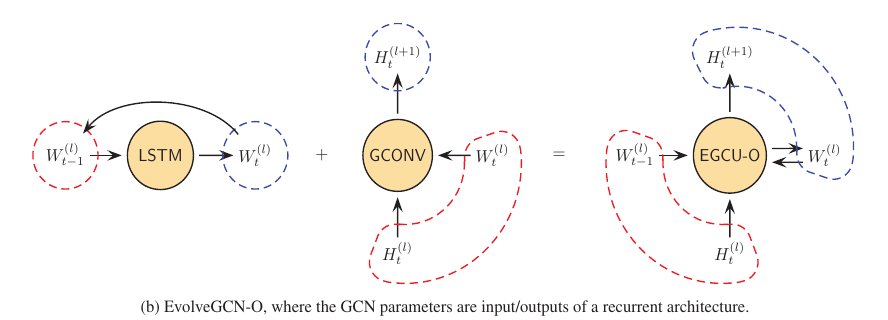 H_t^{(l+1)} H_t^{(l+1)}
W_{t-1}^{(l)} LSTM W_t^{(l)} + GCONV W_t^{(l)} = W_{t-1}^{(l)} EGCU-O W_t^{(l)}
H_t^{(l)} H_t^{(l)}
(b) EvolveGCN-O, where the GCN parameters are input/outputs of a recurrent architecture.